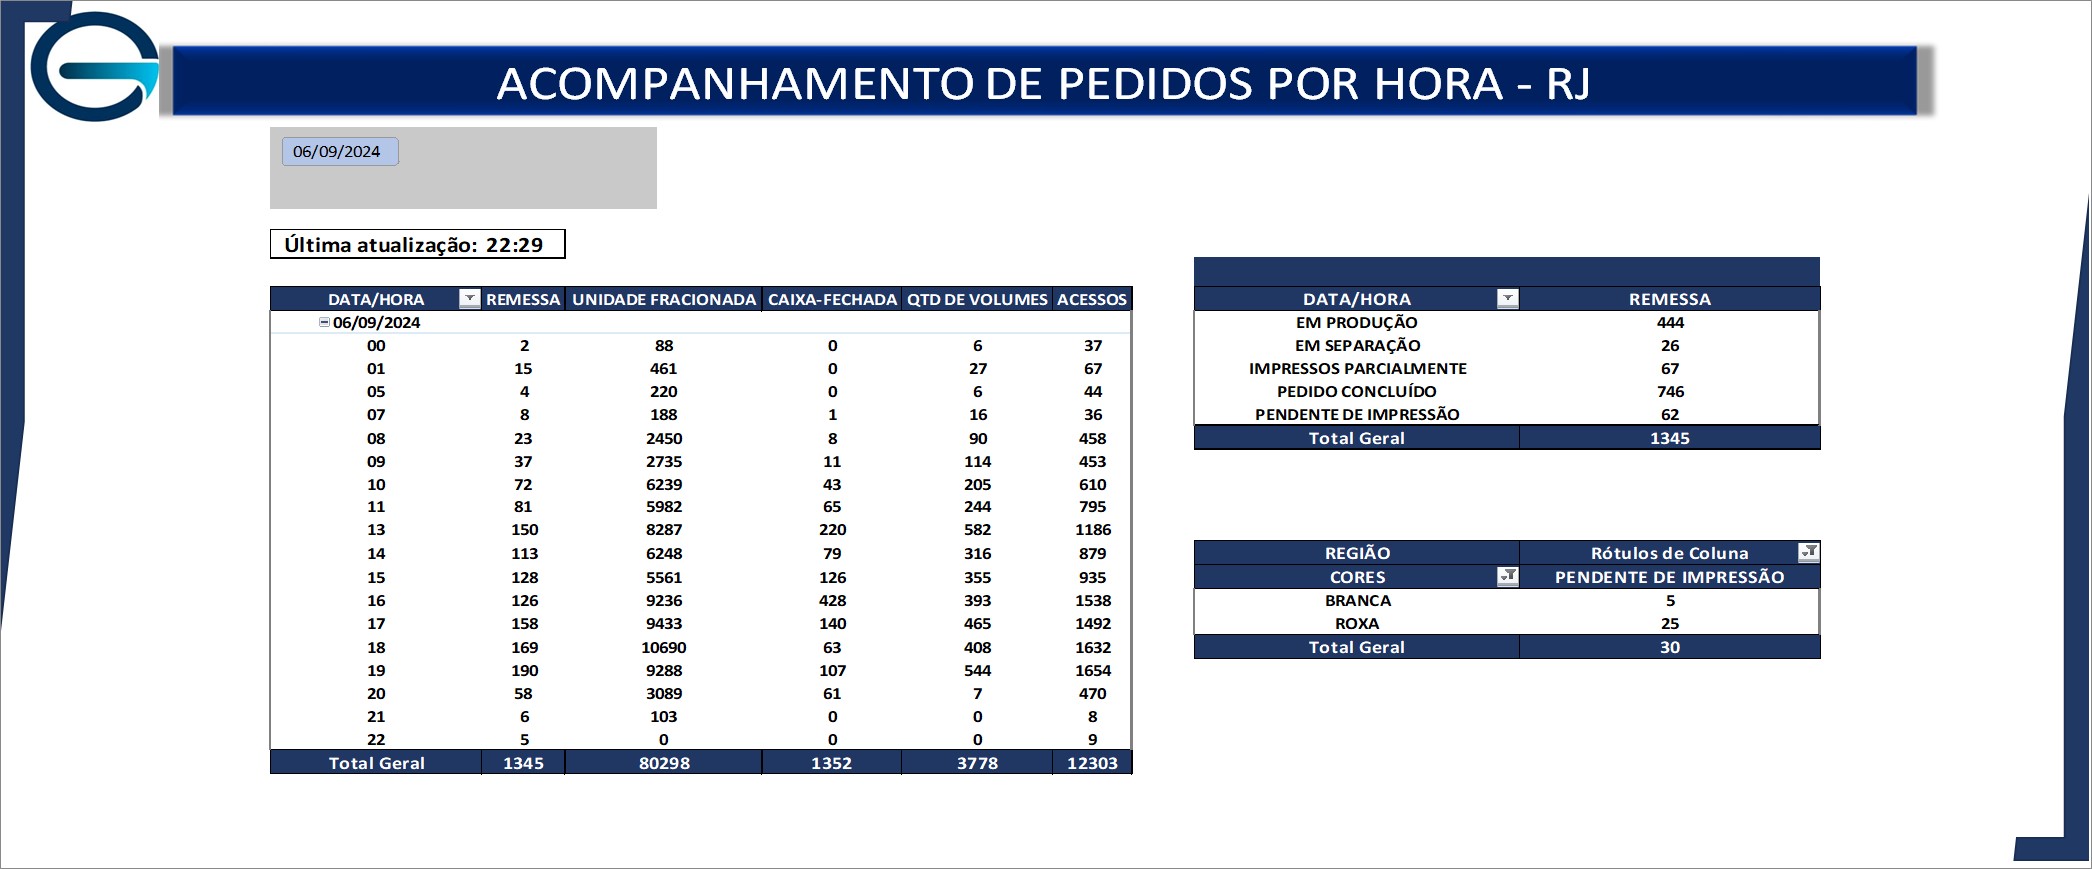 ACOMPANHAMENTO DE PEDIDOS POR HORA - RJ
06/09/2024
Última atualização: 22:29
DATA/HORA REMESSA UNIDADE FRACIONADA CAIXA-FECHADA QTD DE VOLUMES ACESSOS
06/09/2024
00 2 88 0 6 37
01 15 461 0 27 67
05 4 220 0 6 44
07 8 188 1 16 36
08 23 2450 8 90 458
09 37 2735 11 114 453
10 72 6239 43 205 610
11 81 5982 65 244 795
13 150 8287 220 582 1186
14 113 6248 79 316 879
15 128 5561 126 355 935
16 126 9236 428 393 1538
17 158 9433 140 465 1492
18 169 10690 63 408 1632
19 190 9288 107 544 1654
20 58 3089 61 7 470
21 6 103 0 0 8
22 5 0 0 0 9
Total Geral 1345 80298 1352 3778 12303
DATA/HORA REMESSA
EM PRODUÇÃO 444
EM SEPARAÇÃO 26
IMPRESSOS PARCIALMENTE 67
PEDIDO CONCLUÍDO 746
PENDENTE DE IMPRESSÃO 62
Total Geral 1345
REGIÃO Rótulos de Coluna
CORES PENDENTE DE IMPRESSÃO
BRANCA 5
ROXA 25
Total Geral 30